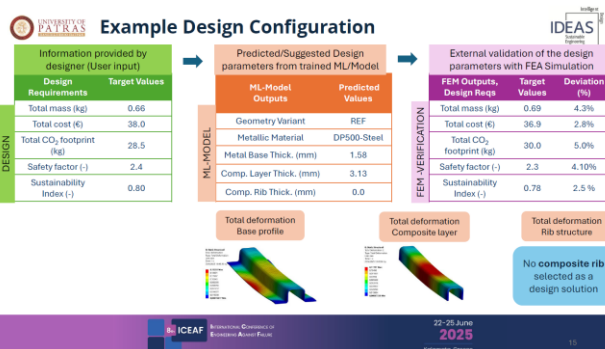 UNIVERSITY OF
PATRAS
Example Design Configuration
IDEAS
Information provided by
designer (User input)
Predicted/Suggested Design
parameters from trained ML/Model
External validation of the design
parameters with FEA Simulation
DESIGN
Design
Requirements
Target Values
Total mass (kg) 0.66
Total cost (€) 38.0
Total CO2 footprint
(kg)
28.5
Safety factor (-) 2.4
Sustainability
Index (-)
0.80
ML-MODEL
ML-Model
Outputs
Predicted
Values
Geometry Variant REF
Metallic Material DP500-Steel
Metal Base Thick. (mm) 1.58
Comp. Layer Thick. (mm) 3.13
Comp. Rib Thick. (mm) 0.0
FEM -VERIFICATION
FEM Outputs,
Design Reqs
Target
Values
Deviation
(%)
Total mass (kg) 0.69 4.3%
Total cost (€) 36.9 2.8%
Total CO2
footprint (kg)
30.0 5.0%
Safety factor (-) 2.3 4.10%
Sustainability
Index (-)
0.78 2.5 %
Total deformation
Base profile
Total deformation
Composite layer
Total deformation
Rib structure
No composite rib
selected as a
design solution
8th ICEAF
INTERNATIONAL CONFERENCE OF
ENGINEERING AGAINST FAILURE
22-25 June
2025
15